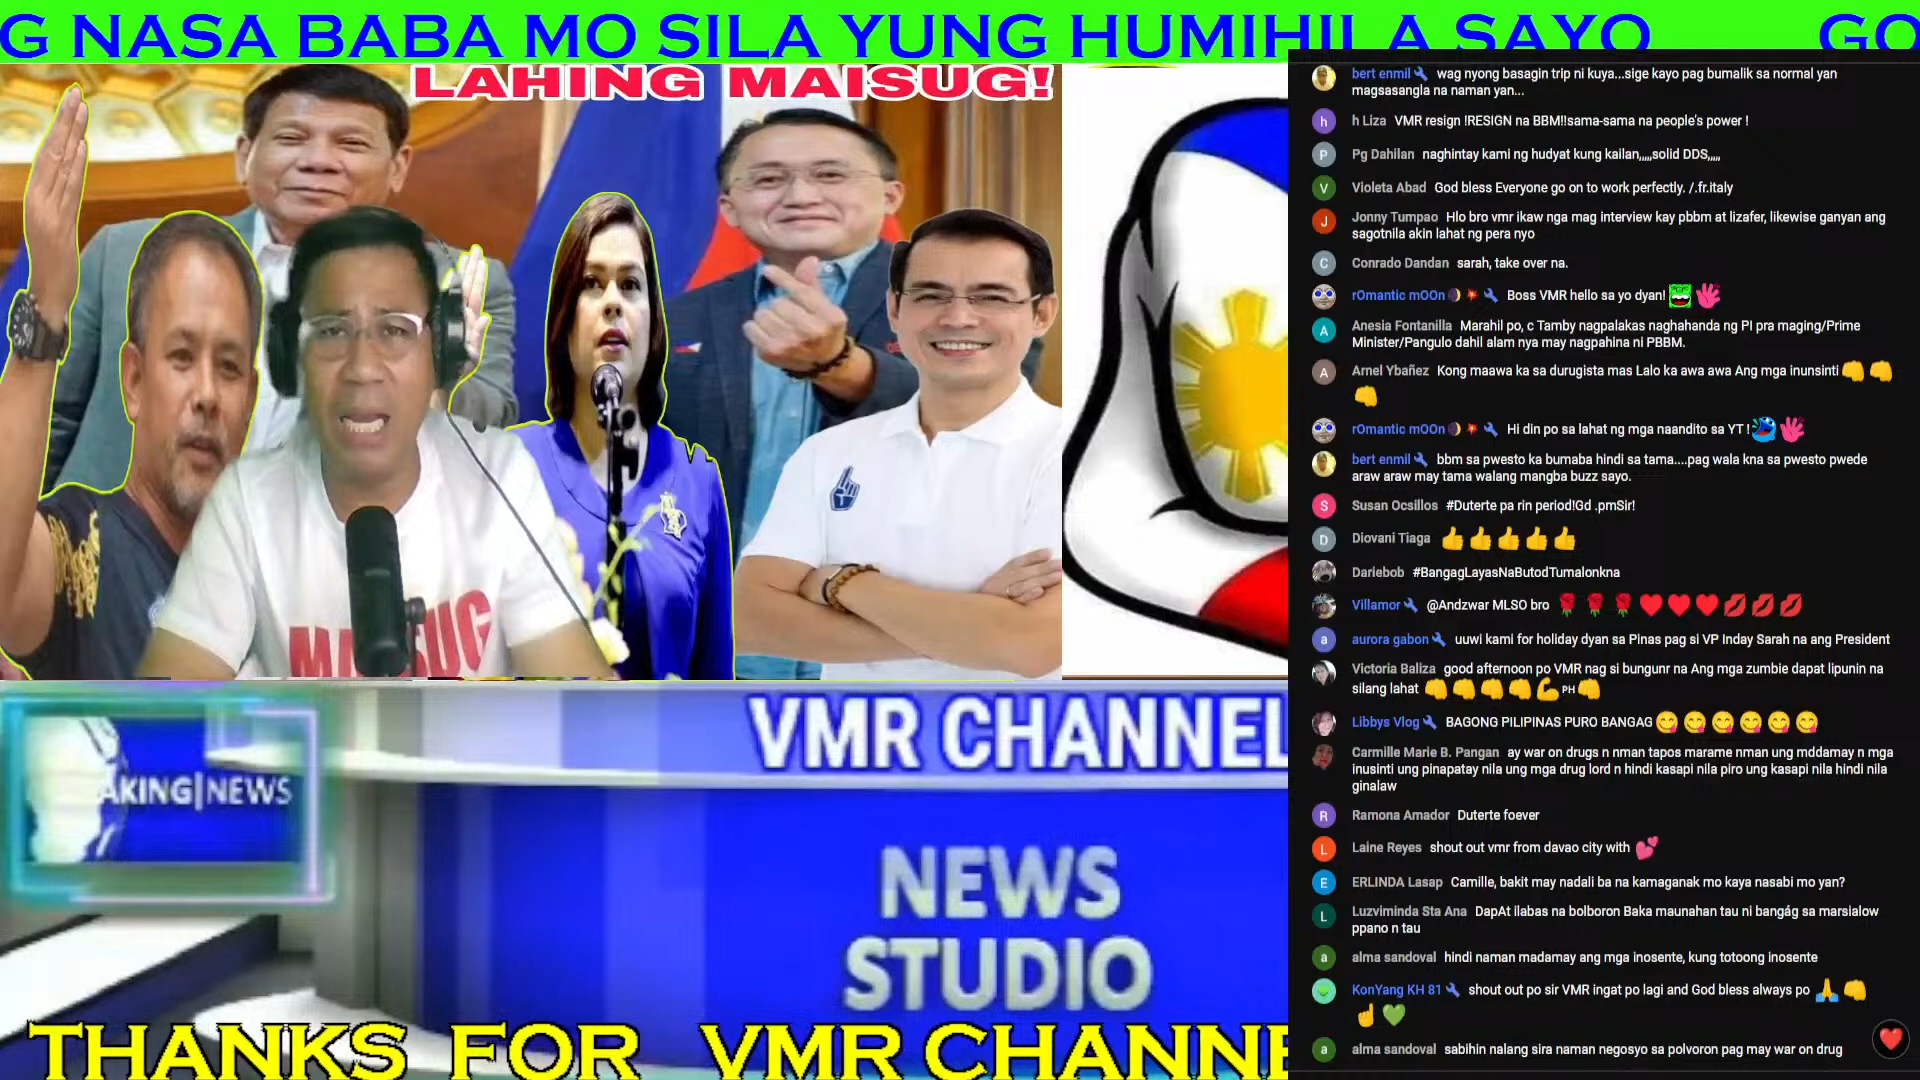 G NASA BABA MO SILA YUNG HUMIHILA SAYO GO
LAHING MAISUG!
VMR CHANNEL
AKING|NEWS
NEWS
STUDIO
THANKS FOR VMR CHANNE
bert enmil wag nyong basagin trip ni kuya...sige kayo pag bumalik sa normal yan
magsasangla na naman yan...
h Liza VMR resign !RESIGN na BBM!!sama-sama na people's power !
Pg Dahilan naghintay kami ng hudyat kung kailan,,,,,solid DDS,,,,,
Violeta Abad God bless Everyone go on to work perfectly. /.fr.italy
Jonny Tumpao Hlo bro vmr ikaw nga mag interview kay pbbm at lizafer, likewise ganyan ang
sagotnila akin lahat ng pera nyo
Conrado Dandan sarah, take over na.
rOmantic mOOn🌒💥 Boss VMR hello sa yo dyan!
Anesia Fontanilla Marahil po, c Tamby nagpalakas naghahanda ng PI pra maging/Prime
Minister/Pangulo dahil alam nya may nagpahina ni PBBM.
Arnel Ybañez Kong maawa ka sa durugista mas Lalo ka awa awa Ang mga inunsinti 👊👊
👊
rOmantic mOOn🌒💥 Hi din po sa lahat ng mga naandito sa YT !
bert enmil bbm sa pwesto ka bumaba hindi sa tama....pag wala kna sa pwesto pwede
araw araw may tama walang mangba buzz sayo.
Susan Ocsillos #Duterte pa rin period!Gd .pmSir!
Diovani Tiaga 👍👍👍👍👍
Dariebob #BangagLayasNaButodTumalonkna
Villamor @Andzwar MLSO bro 🌹🌹🌹❤️❤️❤️💋💋💋
aurora gabon uuwi kami for holiday dyan sa Pinas pag si VP Inday Sarah na ang President
Victoria Baliza good afternoon po VMR nag si bungunr na Ang mga zumbie dapat lipunin na
silang lahat 👊👊👊👊💪PH👊
Libbys Vlog BAGONG PILIPINAS PURO BANGAG 😋😋😋😋😋😋
Carmille Marie B. Pangan ay war on drugs n nman tapos marame nman ung mddamay n mga
inusinti ung pinapatay nila ung mga drug lord n hindi kasapi nila piro ung kasapi nila hindi nila
ginalaw
Ramona Amador Duterte foever
Laine Reyes shout out vmr from davao city with 💕
ERLINDA Lasap Camille, bakit may nadali ba na kamaganak mo kaya nasabi mo yan?
Luzviminda Sta Ana DapAt ilabas na bolboron Baka maunahan tau ni bangág sa marsialow
ppano n tau
alma sandoval hindi naman madamay ang mga inosente, kung totoong inosente
KonYang KH 81 shout out po sir VMR ingat po lagi and God bless always po 🙏👊
☝️💚
alma sandoval sabihin nalang sira naman negosyo sa polvoron pag may war on drug